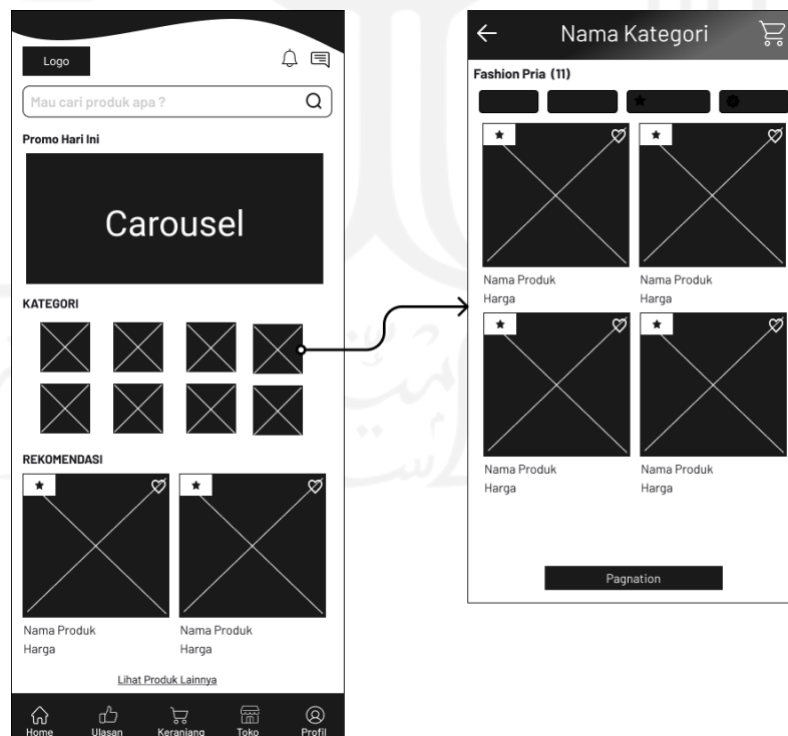 Logo
Mau cari produk apa ?
Promo Hari Ini
Carousel
KATEGORI
REKOMENDASI
Nama Produk
Harga
Nama Produk
Harga
Lihat Produk Lainnya
Home
Ulasan
Keranjang
Toko
Profil
Nama Kategori
Fashion Pria (11)
Nama Produk
Harga
Nama Produk
Harga
Nama Produk
Harga
Nama Produk
Harga
Pagnation